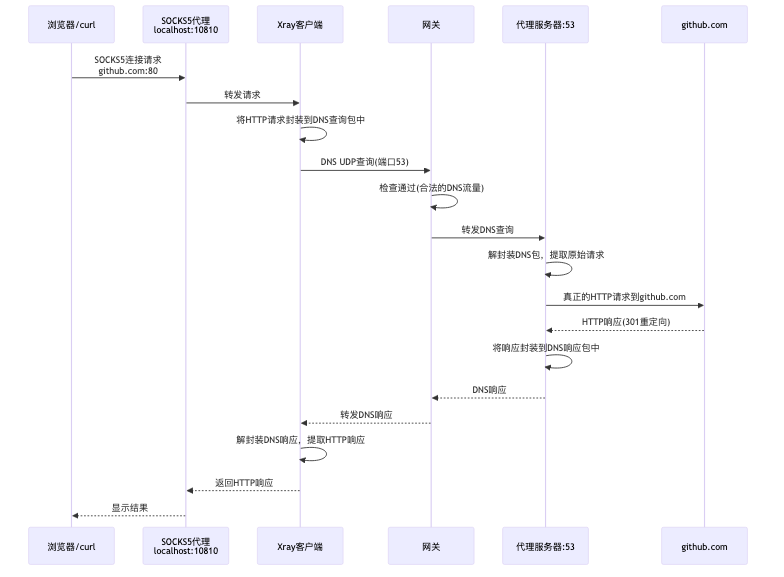 浏览器/curl
SOCKS5代理
localhost:10810
Xray客户端
网关
代理服务器:53
github.com
SOCKS5连接请求
github.com:80
转发请求
将HTTP请求封装到DNS查询包中
DNS UDP查询(端口53)
检查通过(合法的DNS流量)
转发DNS查询
解封装DNS包，提取原始请求
真正的HTTP请求到github.com
HTTP响应(301重定向)
将响应封装到DNS响应包中
DNS响应
转发DNS响应
解封装DNS响应，提取HTTP响应
返回HTTP响应
显示结果
浏览器/curl
SOCKS5代理
localhost:10810
Xray客户端
网关
代理服务器:53
github.com